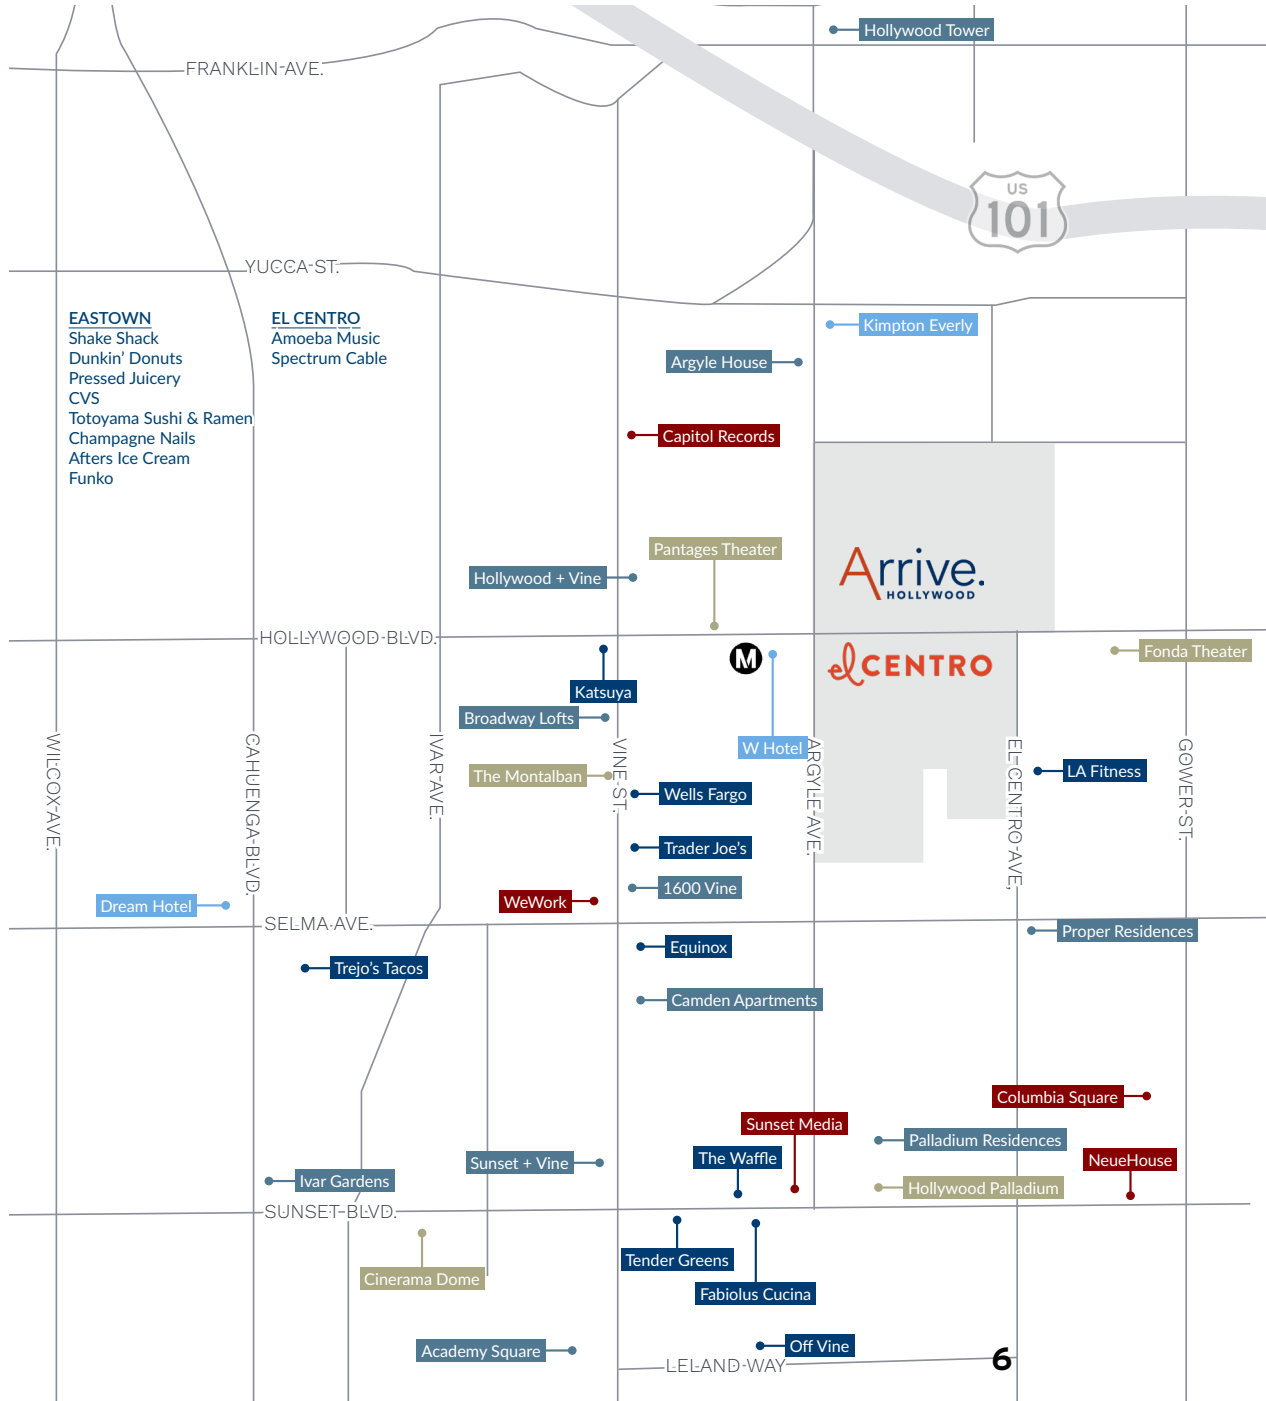 Hollywood Tower
FRANKLIN AVE.
US
101
YUCCA ST.
EASTOWN
Shake Shack
Dunkin’ Donuts
Pressed Juicery
CVS
Totoyama Sushi & Ramen
Champagne Nails
Afters Ice Cream
Funko
EL CENTRO
Amoeba Music
Spectrum Cable
Kimpton Everly
Argyle House
Capitol Records
Pantages Theater
Hollywood + Vine
Arrive.
HOLLYWOOD
HOLLYWOOD BLVD.
M
el CENTRO
Fonda Theater
Katsuya
Broadway Lofts
W Hotel
The Montalban
Wells Fargo
LA Fitness
WILCOX AVE.
CAHUENGA BLVD.
IVAR AVE.
VINE ST.
ARGYLE AVE.
EL CENTRO AVE,
GOWER ST.
Trader Joe’s
1600 Vine
WeWork
Dream Hotel
SELMA AVE.
Proper Residences
Equinox
Trejo’s Tacos
Camden Apartments
Columbia Square
Sunset Media
Palladium Residences
The Waffle
NeueHouse
Sunset + Vine
Ivar Gardens
Hollywood Palladium
SUNSET BLVD.
Tender Greens
Cinerama Dome
Fabiolus Cucina
Off Vine
Academy Square
LELAND WAY
6